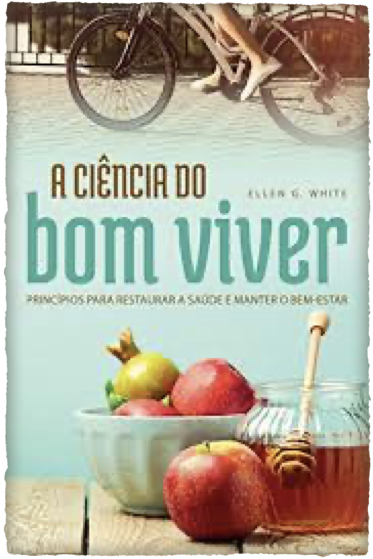 A CIÊNCIA DO
ELLEN G. WHITE
bom viver
PRINCÍPIOS PARA RESTAURAR A SAÚDE E MANTER O BEM-ESTAR